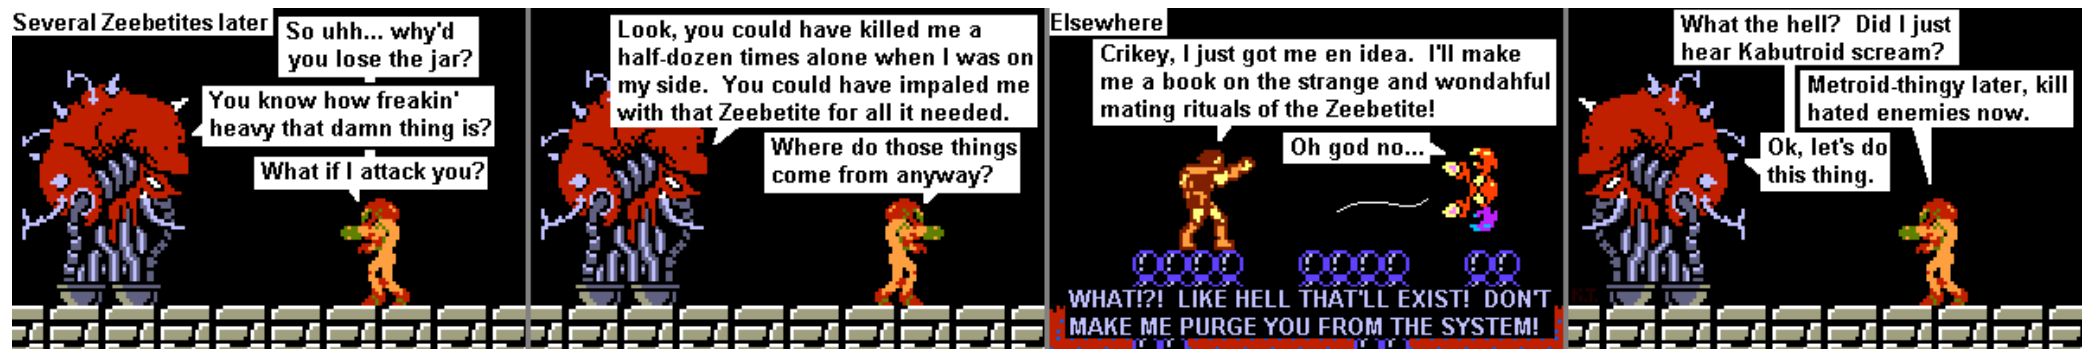 Several Zeebetites later
So uhh... why'd
you lose the jar?
You know how freakin'
heavy that damn thing is?
What if I attack you?
Look, you could have killed me a
half-dozen times alone when I was on
my side.  You could have impaled me
with that Zeebetite for all it needed.
Where do those things
come from anyway?
Elsewhere
Crikey, I just got me en idea.  I'll make
me a book on the strange and wondahful
mating rituals of the Zeebetite!
Oh god no...
WHAT!?!  LIKE HELL THAT'LL EXIST!  DON'T
MAKE ME PURGE YOU FROM THE SYSTEM!
What the hell?  Did I just
hear Kabutroid scream?
Metroid-thingy later, kill
hated enemies now.
Ok, let's do
this thing.